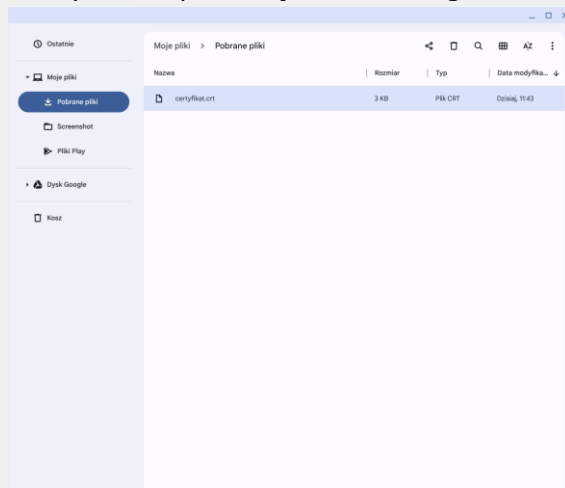 Ostatnie
Moje pliki
Pobrane pliki
Screenshot
Pliki Play
Dysk Google
Kosz
Moje pliki > Pobrane pliki
AZ
Nazwa
Rozmiar
Typ
Data modyfika...
certyfikat.crt
3 KB
Plik CRT
Dzisiaj, 11:43